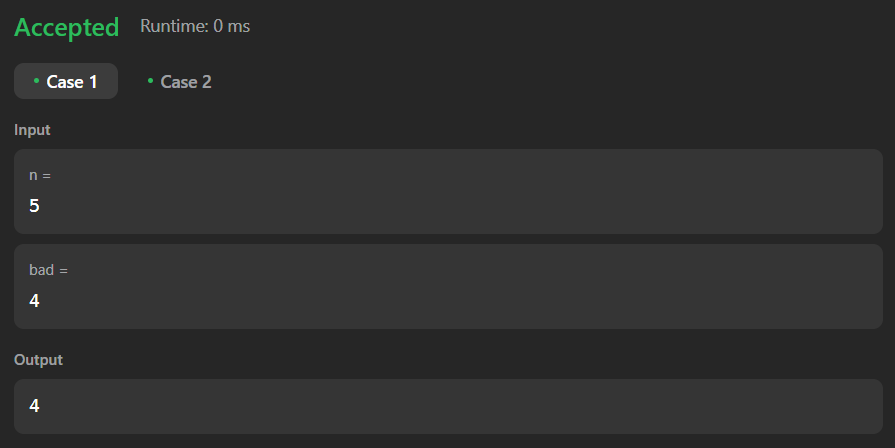 Accepted Runtime: 0 ms
• Case 1 • Case 2
Input
n =
5
bad =
4
Output
4